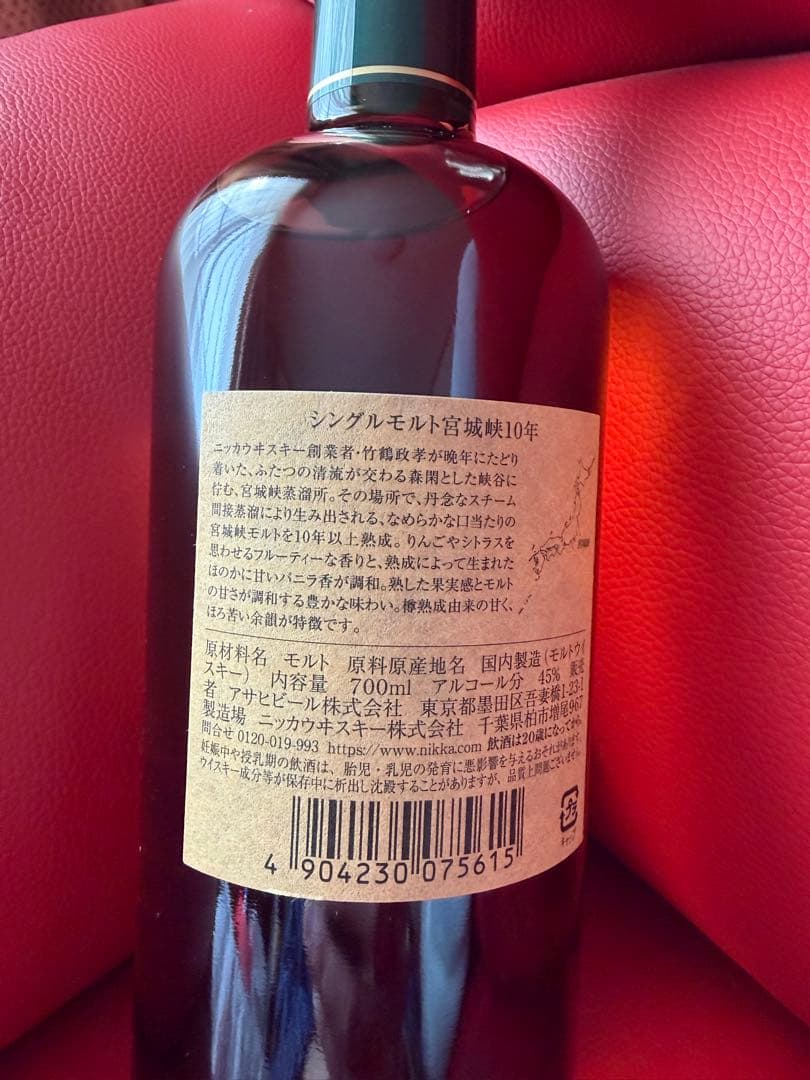 シングルモルト宮城峡10年
ニッカウヰスキー創業者・竹鶴政孝が晩年にたどり
着いた、ふたつの清流が交わる森閑とした峡谷に
佇む、宮城峡蒸溜所。その場所で、丹念なスチーム
間接蒸溜により生み出される、なめらかな口当たりの
宮城峡モルトを10年以上熟成。りんごやシトラスを
思わせるフルーティーな香りと、熟成によって生まれた
ほのかに甘いバニラ香が調和。熟した果実感とモルト
の甘さが調和する豊かな味わい。樽熟成由来の甘く、
ほろ苦い余韻が特徴です。
原材料名 モルト 原料原産地名 国内製造(モルトウイ
スキー) 内容量 700ml アルコール分 45% 販売
者 アサヒビール株式会社 東京都墨田区吾妻橋1-23-1
製造場 ニッカウヰスキー株式会社 千葉県柏市増尾967
問合せ 0120-019-993 https://www.nikka.com 飲酒は20歳になってから。
妊娠中や授乳期の飲酒は、胎児・乳児の発育に悪影響を与えるおそれがあります。
ウイスキー成分等が保存中に析出し沈殿することがありますが、品質上問題ございません。
プラ
キャップ
4 904230 075615